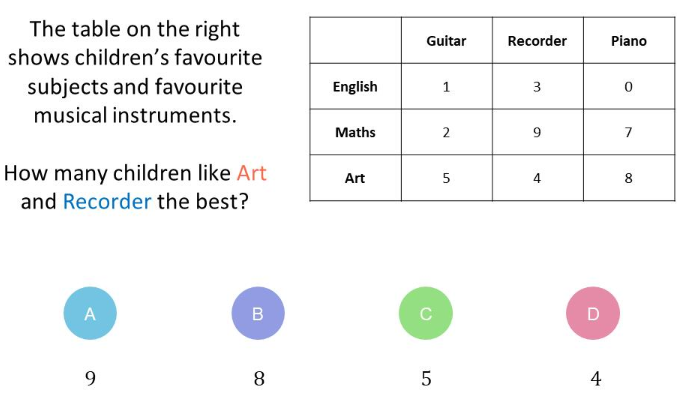 The table on the right
shows children's favourite
subjects and favourite
musical instruments.
How many children like Art
and Recorder the best?
Guitar Recorder Piano
English 1 3 0
Maths 2 9 7
Art 5 4 8
A B C D
9 8 5 4